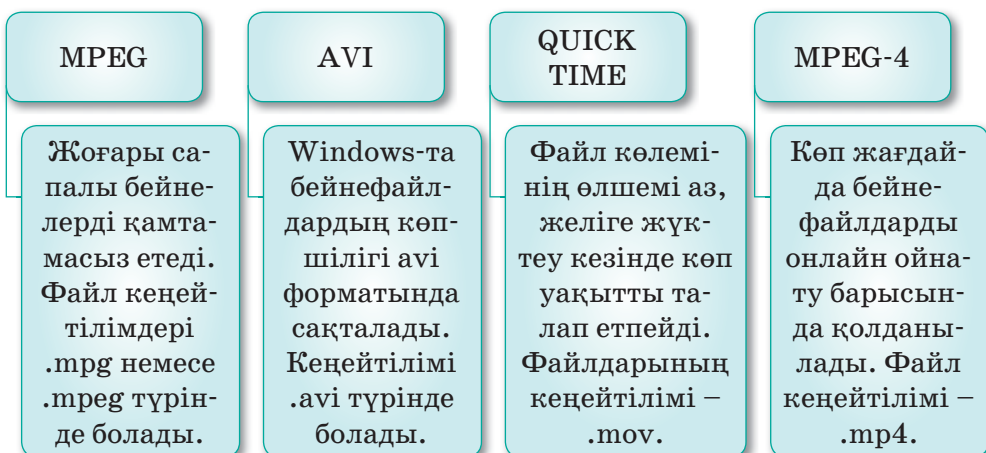 MPEG
Жоғары са-
палы бейне-
лерді қамта-
масыз етеді.
Файл кеңей-
тілімдері
.mpg немесе
.mpeg түрін-
де болады.
AVI
Windows-та
бейнефайл-
дардың көп-
шілігі avi
форматында
сақталады.
Кеңейтілімі
.avi түрінде
болады.
QUICK
TIME
Файл көлемі-
нің өлшемі аз,
желіге жүк-
теу кезінде көп
уақытты та-
лап етпейді.
Файлдарының
кеңейтілімі –
.mov.
MPEG-4
Көп жағдай-
да бейне-
файлдарды
онлайн ойна-
ту барысын-
да қолданы-
лады. Файл
кеңейтілімі –
.mp4.